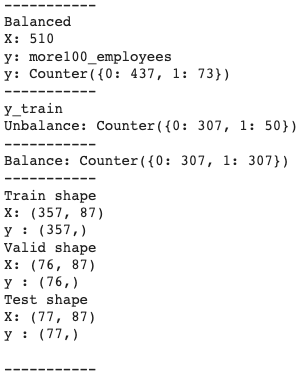 -----------
Balanced
X: 510
y: more100_employees
y: Counter({0: 437, 1: 73})
-----------
y_train
Unbalance: Counter({0: 307, 1: 50})
-----------
Balance: Counter({0: 307, 1: 307})
-----------
Train shape
X: (357, 87)
y : (357,)
Valid shape
X: (76, 87)
y : (76,)
Test shape
X: (77, 87)
y : (77,)
-----------